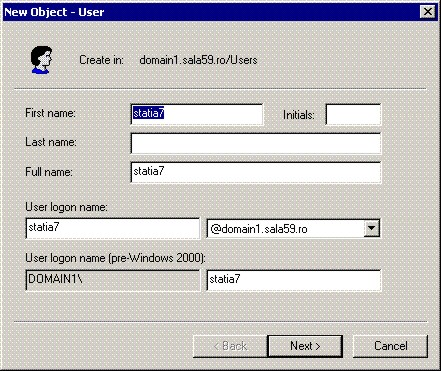 New Object - User
Create in: domain1.sala59.ro/Users
First name: statia7 Initials:
Last name:
Full name: statia7
User logon name:
statia7 @domain1.sala59.ro
User logon name (pre-Windows 2000):
DOMAIN1\ statia7
< Back Next > Cancel